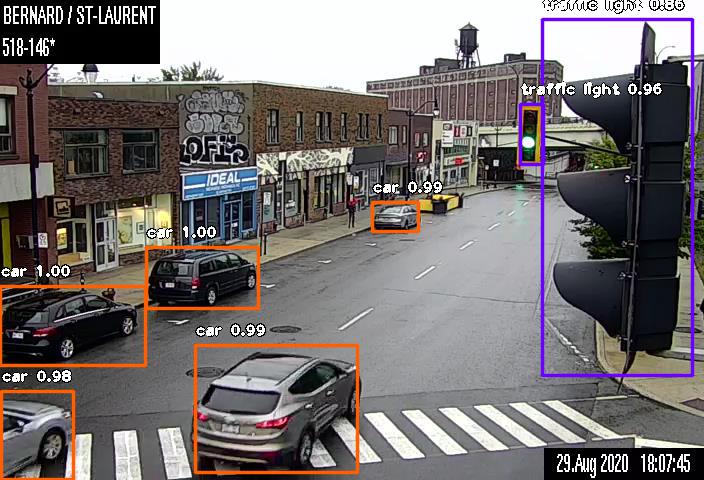 BERNARD / ST-LAURENT
518-146*
traffic light 0.86
traffic light 0.96
car 0.99
car 1.00
IDEAL
car 1.00
car 0.99
car 0.98
29.Aug 2020 18:07:45